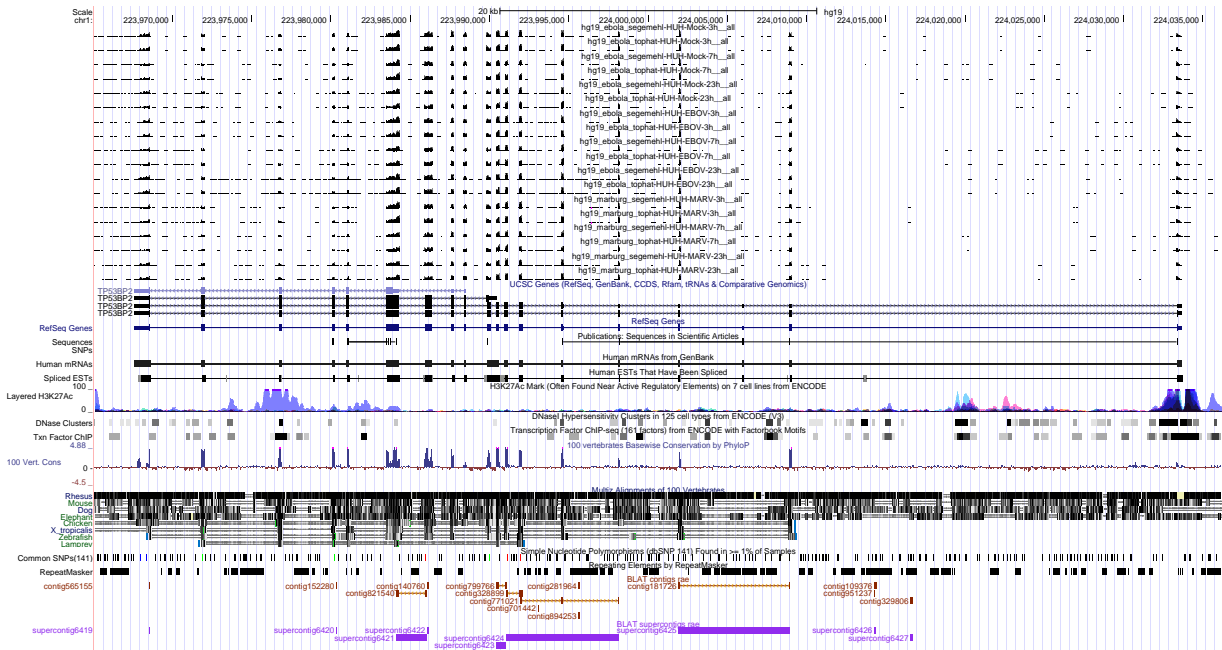 Scale 20 kb hg19
chr1: 223,970,000 223,975,000 223,980,000 223,985,000 223,990,000 223,995,000 224,000,000 224,005,000 224,010,000 224,015,000 224,020,000 224,025,000 224,030,000 224,035,000
hg19_ebola_segemehl-HUH-Mock-3h__all
hg19_ebola_tophat-HUH-Mock-3h__all
hg19_ebola_segemehl-HUH-Mock-7h__all
hg19_ebola_tophat-HUH-Mock-7h__all
hg19_ebola_segemehl-HUH-Mock-23h__all
hg19_ebola_tophat-HUH-Mock-23h__all
hg19_ebola_segemehl-HUH-EBOV-3h__all
hg19_ebola_tophat-HUH-EBOV-3h__all
hg19_ebola_segemehl-HUH-EBOV-7h__all
hg19_ebola_tophat-HUH-EBOV-7h__all
hg19_ebola_segemehl-HUH-EBOV-23h__all
hg19_ebola_tophat-HUH-EBOV-23h__all
hg19_marburg_segemehl-HUH-MARV-3h__all
hg19_marburg_tophat-HUH-MARV-3h__all
hg19_marburg_segemehl-HUH-MARV-7h__all
hg19_marburg_tophat-HUH-MARV-7h__all
hg19_marburg_segemehl-HUH-MARV-23h__all
hg19_marburg_tophat-HUH-MARV-23h__all
UCSC Genes (RefSeq, GenBank, CCDS, Rfam, tRNAs & Comparative Genomics)
TP53BP2
TP53BP2
TP53BP2
TP53BP2
RefSeq Genes
RefSeq Genes
Publications: Sequences in Scientific Articles
Sequences
SNPs
Human mRNAs from GenBank
Human mRNAs
Human ESTs That Have Been Spliced
Spliced ESTs
H3K27Ac Mark (Often Found Near Active Regulatory Elements) on 7 cell lines from ENCODE
100 _
Layered H3K27Ac
0 _
DNaseI Hypersensitivity Clusters in 125 cell types from ENCODE (V3)
DNase Clusters
Transcription Factor ChIP-seq (161 factors) from ENCODE with Factorbook Motifs
Txn Factor ChIP
100 vertebrates Basewise Conservation by PhyloP
4.88 _
100 Vert. Cons
0 -
-4.5 _
Multiz Alignments of 100 Vertebrates
Rhesus
Mouse
Dog
Elephant
Chicken
X_tropicalis
Zebrafish
Lamprey
Simple Nucleotide Polymorphisms (dbSNP 141) Found in >= 1% of Samples
Common SNPs(141)
Repeating Elements by RepeatMasker
RepeatMasker
BLAT contigs rae
contig565155 contig152280 contig140760 contig799766 contig281964 contig181726 contig109376
contig821540 contig328899 contig951237
contig771021 contig329806
contig701442
contig894253
BLAT supercontigs rae
supercontig6419 supercontig6420 supercontig6422 supercontig6425 supercontig6426
supercontig6421 supercontig6424 supercontig6427
supercontig6423